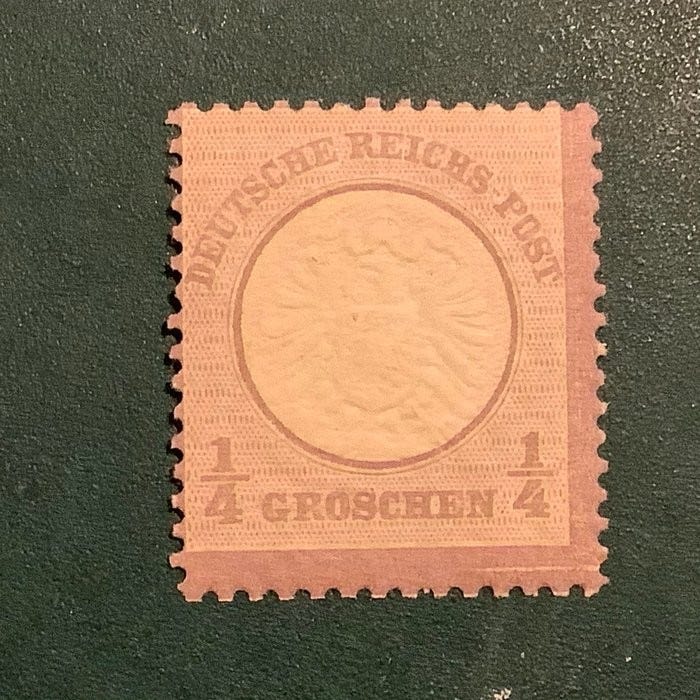 DEUTSCHE REICHS-POST
1/4 GROSCHEN 1/4